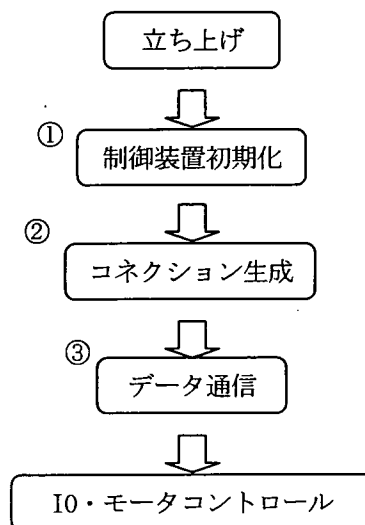 立ち上げ
①
制御装置初期化
②
コネクション生成
③
データ通信
IO・モータコントロール